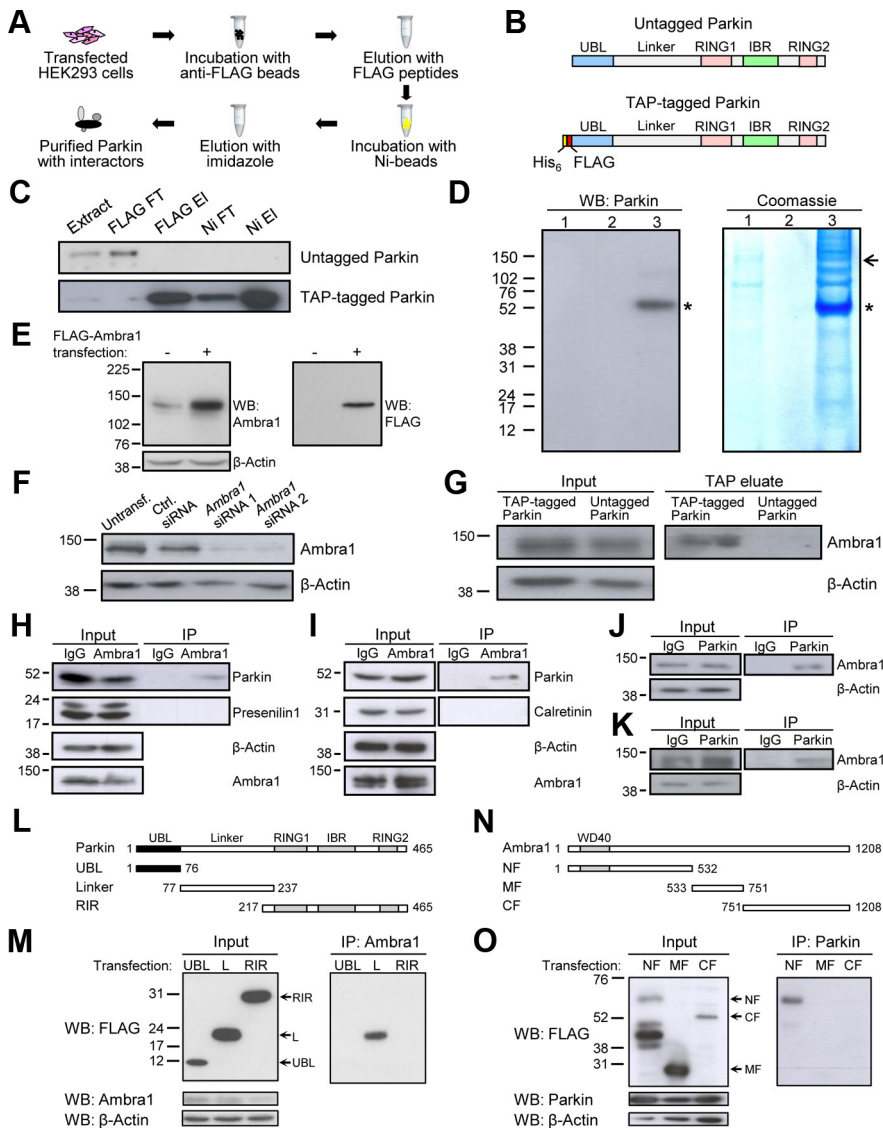 A
Transfected
HEK293 cells
Incubation with
anti-FLAG beads
Elution with
FLAG peptides
Purified Parkin
with interactors
Elution with
imidazole
Incubation with
Ni-beads
B
Untagged Parkin
UBL Linker RING1 IBR RING2
TAP-tagged Parkin
UBL Linker RING1 IBR RING2
His6 FLAG
C
Extract FLAG FT FLAG El Ni FT Ni El
Untagged Parkin
TAP-tagged Parkin
D
WB: Parkin Coomassie
1 2 3 1 2 3
150
102
76
52
38
31
24
17
12
*
*
E
FLAG-Ambra1
transfection: - + - +
225
150
102
76
38
WB:
Ambra1
WB:
FLAG
β-Actin
F
Untransf. Ctrl. siRNA Ambra1 siRNA 1 Ambra1 siRNA 2
150
Ambra1
38
β-Actin
G
Input TAP eluate
TAP-tagged Parkin Untagged Parkin TAP-tagged Parkin Untagged Parkin
150
Ambra1
38
β-Actin
H
Input IP
IgG Ambra1 IgG Ambra1
52 Parkin
24
17 Presenilin1
38 β-Actin
150 Ambra1
I
Input IP
IgG Ambra1 IgG Ambra1
52 Parkin
31 Calretinin
38 β-Actin
150 Ambra1
J
Input IP
IgG Parkin IgG Parkin
150 Ambra1
38 β-Actin
K
Input IP
IgG Parkin IgG Parkin
150 Ambra1
38 β-Actin
L
UBL Linker RING1 IBR RING2
Parkin 1 465
UBL 1 76
Linker 77 237
RIR 217 465
N
Ambra1 1 WD40 1208
NF 1 532
MF 533 751
CF 751 1208
M
Input IP: Ambra1
Transfection: UBL L RIR UBL L RIR
31
24
17
12
RIR
L
UBL
WB: FLAG
WB: Ambra1
WB: β-Actin
O
Input IP: Parkin
Transfection: NF MF CF NF MF CF
76
52
38
31
NF
CF
MF
WB: FLAG
WB: Parkin
WB: β-Actin